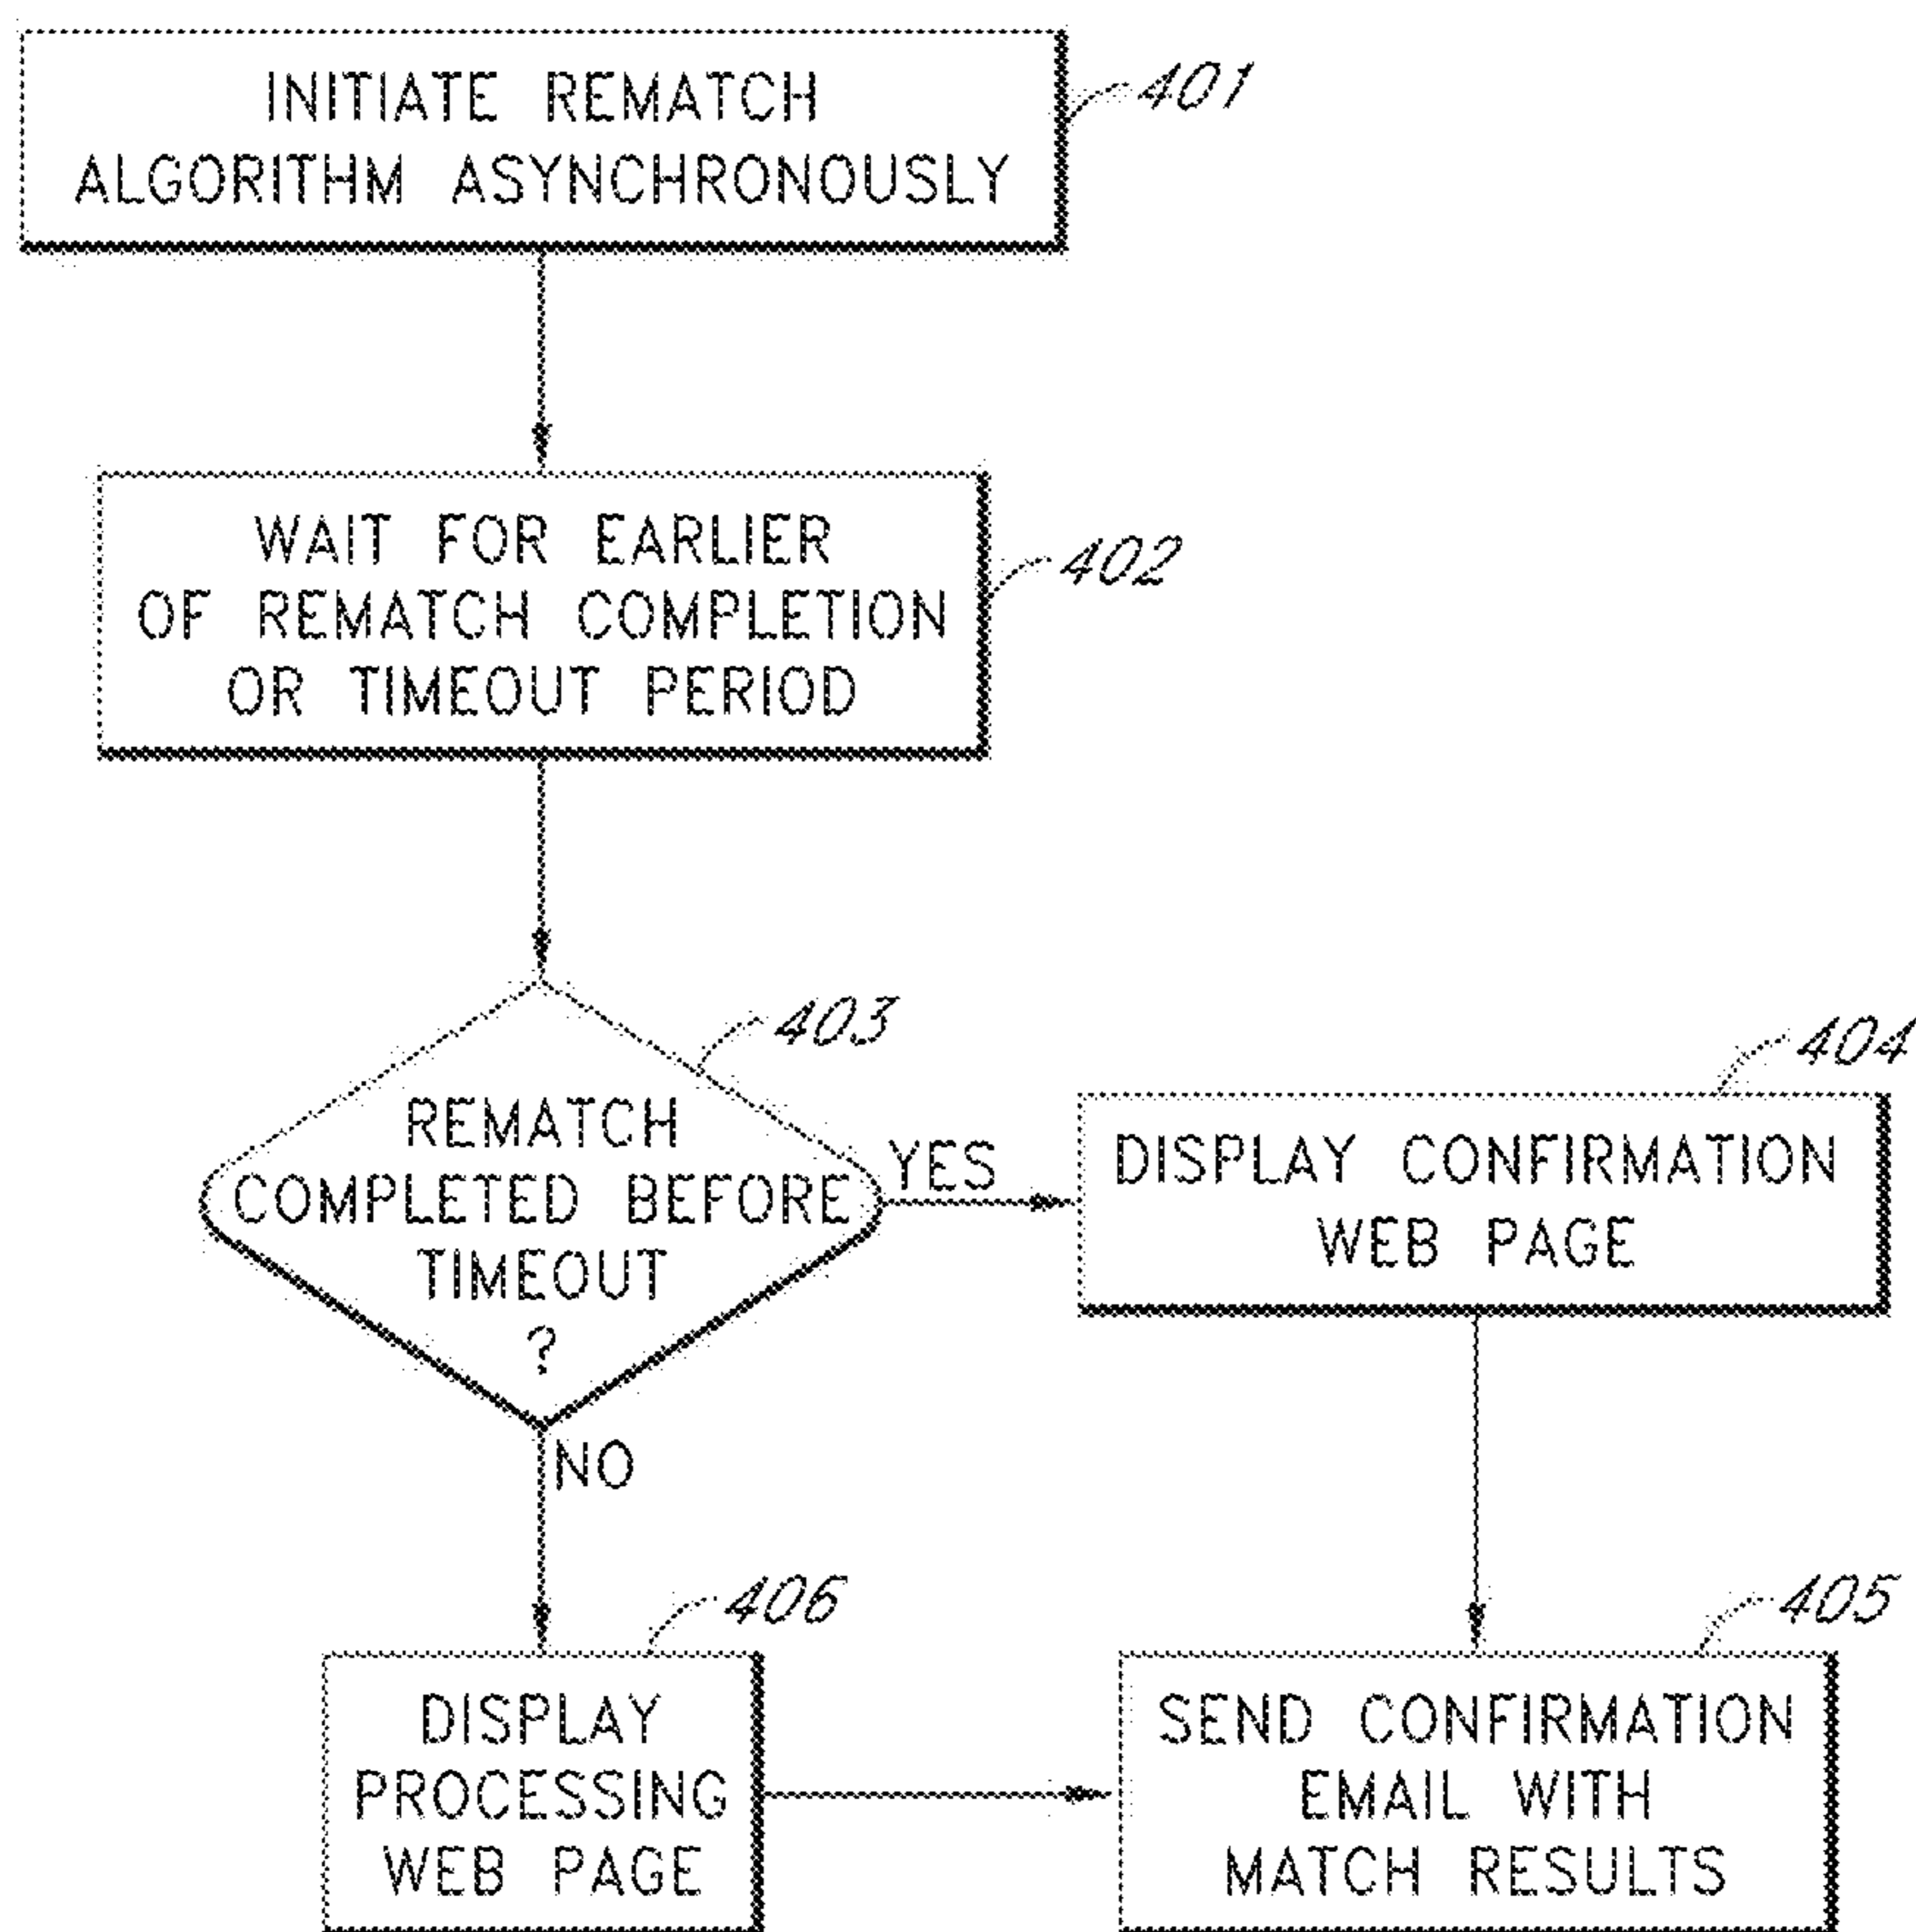 INITIATE REMATCH
ALGORITHM ASYNCHRONOUSLY
401
WAIT FOR EARLIER
OF REMATCH COMPLETION
OR TIMEOUT PERIOD
402
403
REMATCH
COMPLETED BEFORE
TIMEOUT
?
YES
404
DISPLAY CONFIRMATION
WEB PAGE
NO
406
DISPLAY
PROCESSING
WEB PAGE
405
SEND CONFIRMATION
EMAIL WITH
MATCH RESULTS